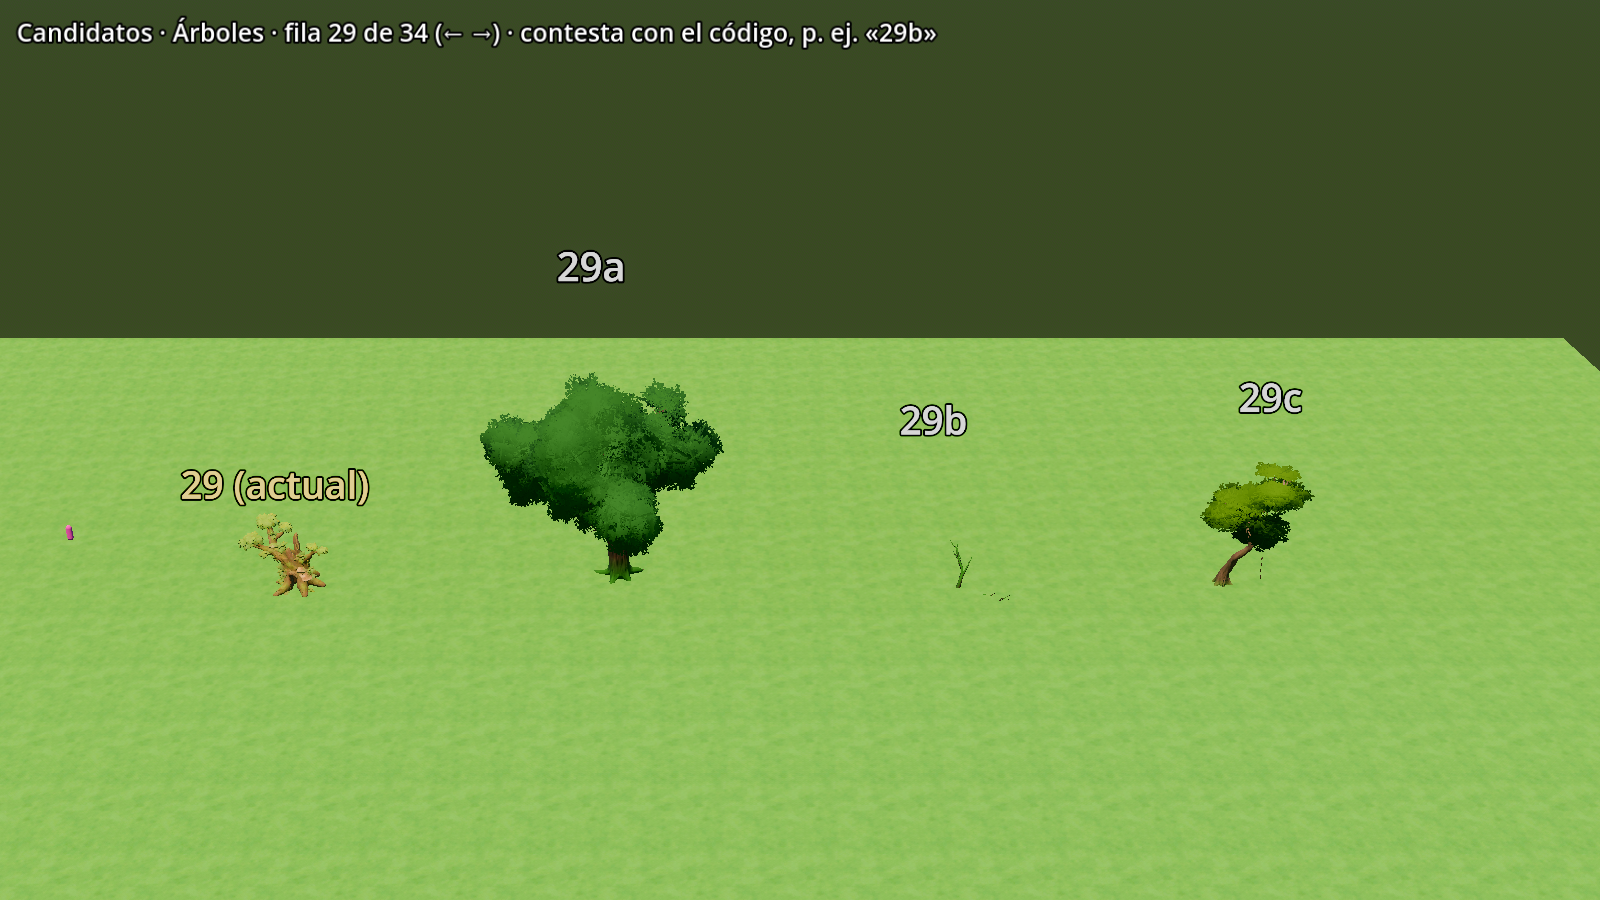 Candidatos · Árboles · fila 29 de 34 (← →) · contesta con el código, p. ej. «29b»
29a
29c
29b
29 (actual)